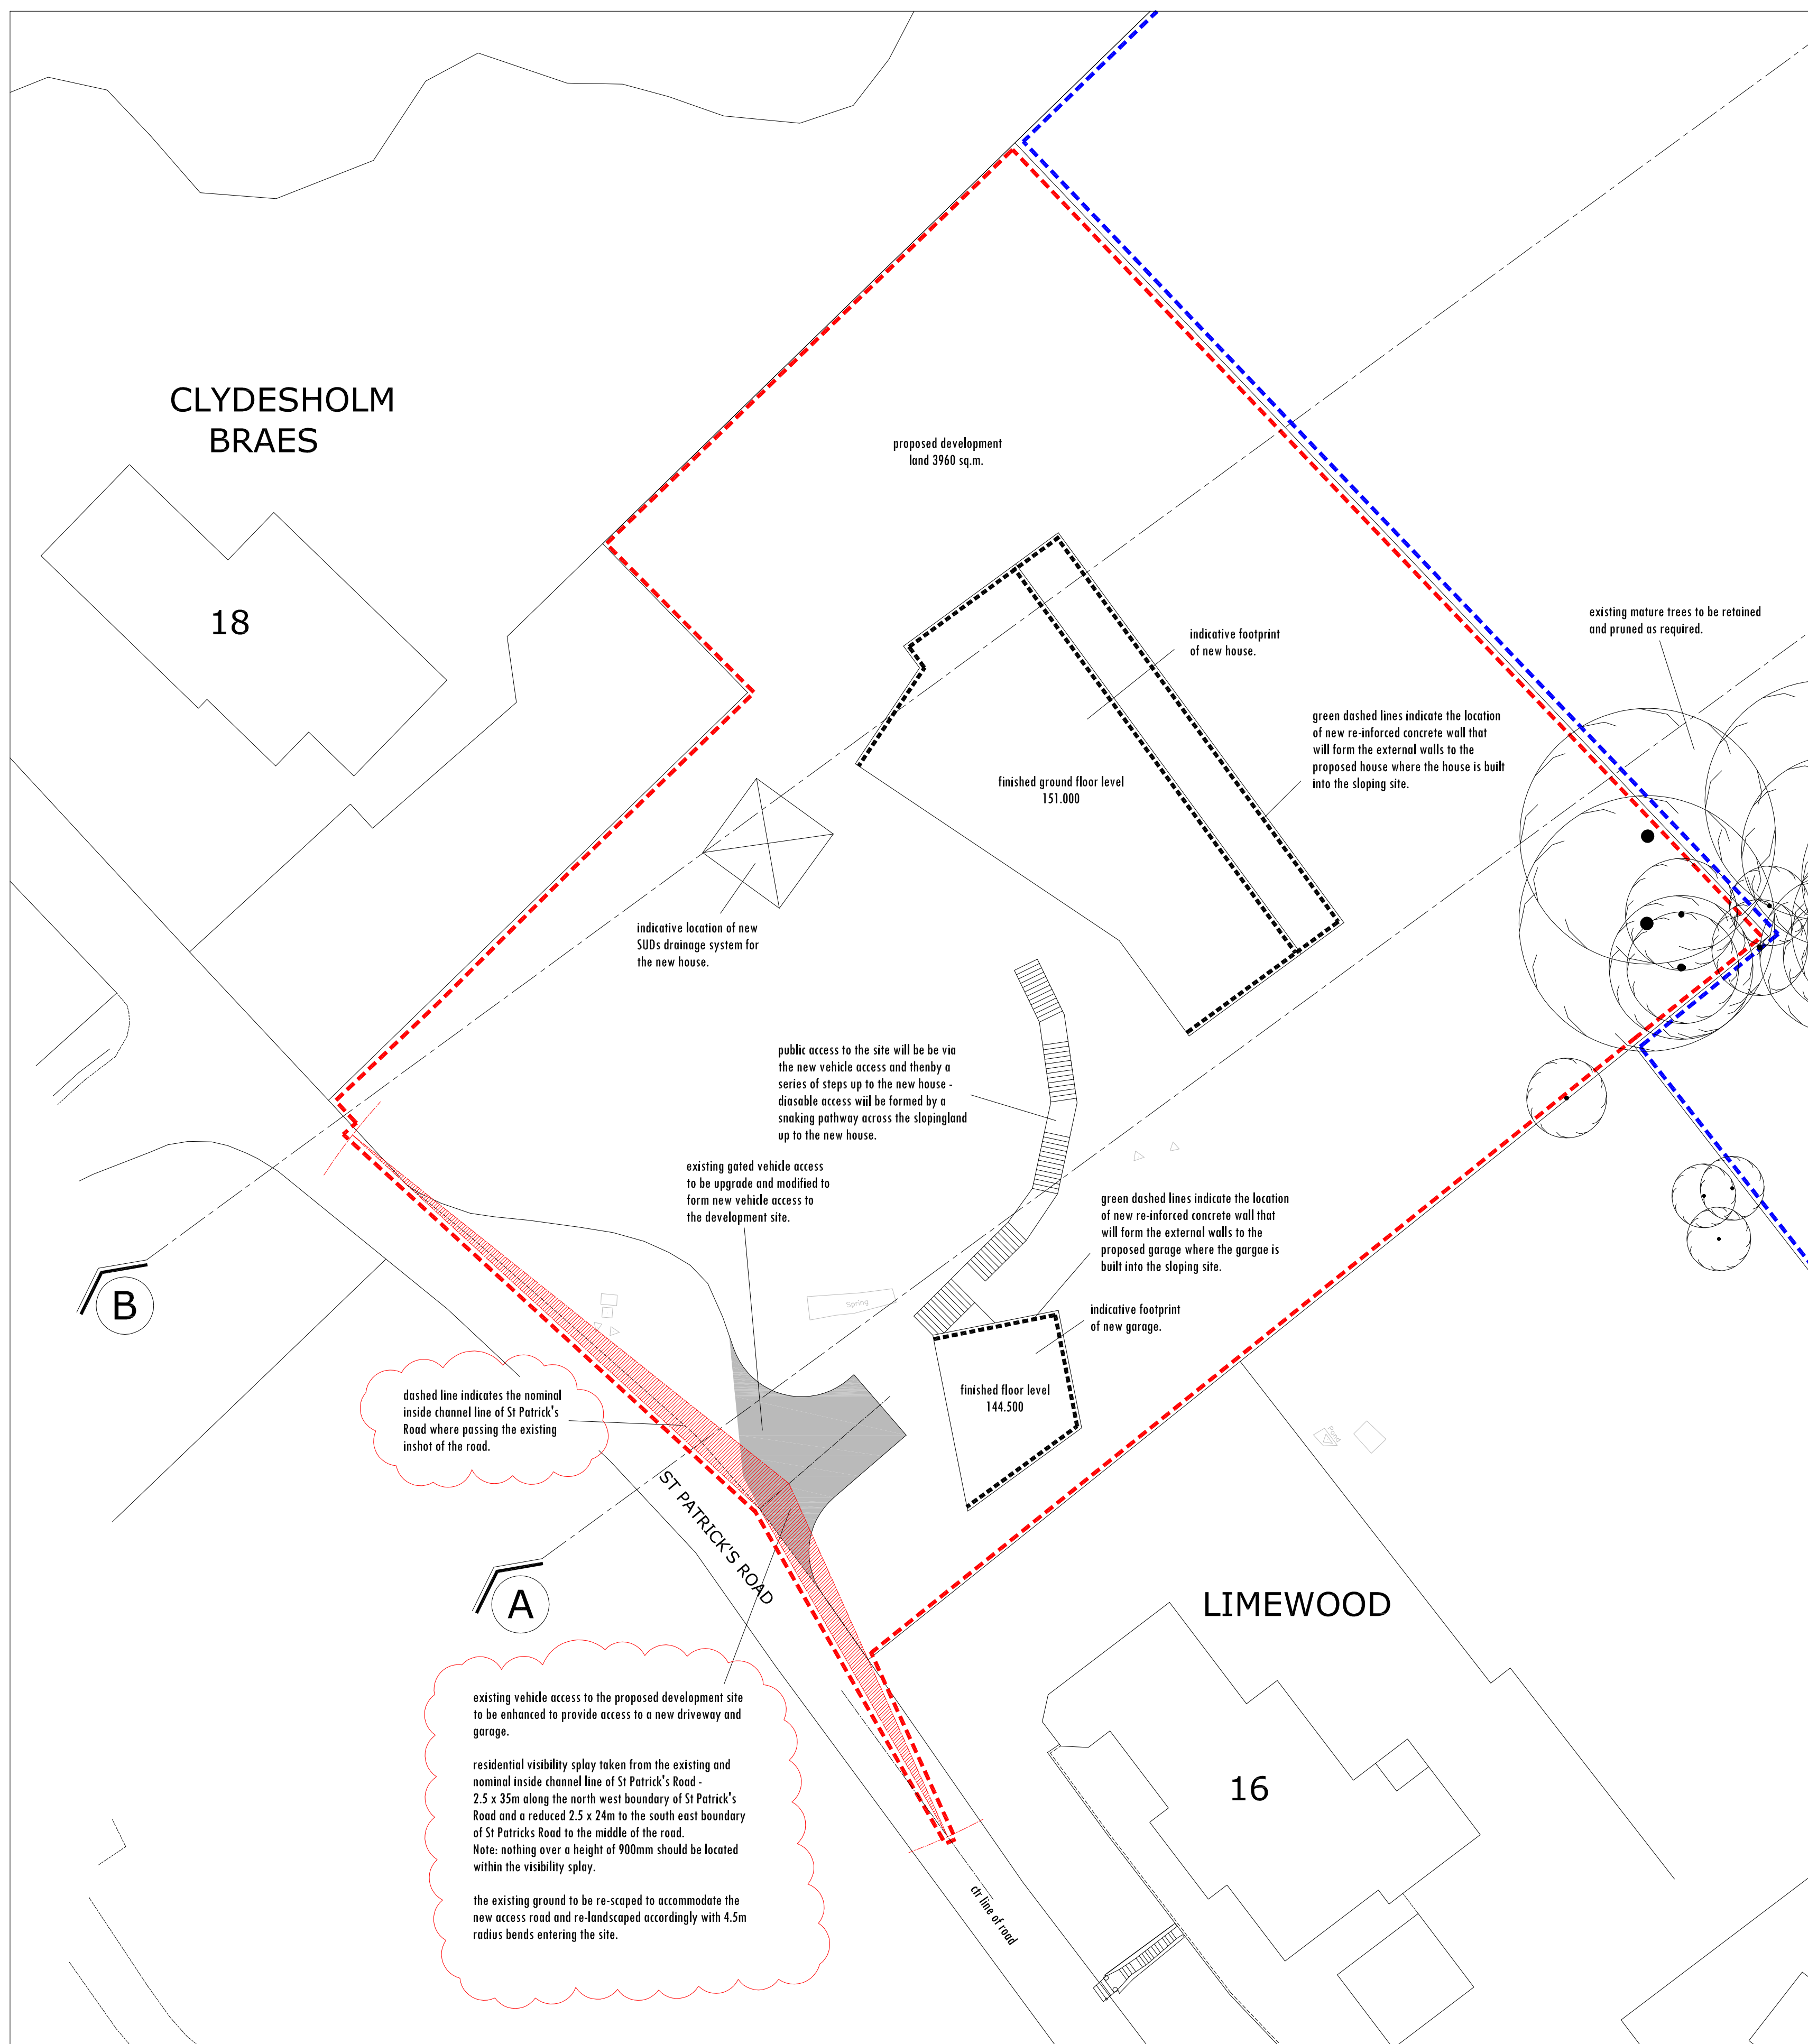 CLYDESHOLM
BRAES
18
proposed development
land 3960 sq.m.
indicative footprint
of new house.
existing mature trees to be retained
and pruned as required.
green dashed lines indicate the location
of new re-inforced concrete wall that
will form the external walls to the
proposed house where the house is built
into the sloping site.
finished ground floor level
151.000
indicative location of new
SUDs drainage system for
the new house.
public access to the site will be be via
the new vehicle access and thenby a
series of steps up to the new house -
diasable access wiil be formed by a
snaking pathway across the slopingland
up to the new house.
existing gated vehicle access
to be upgrade and modified to
form new vehicle access to
the development site.
green dashed lines indicate the location
of new re-inforced concrete wall that
will form the external walls to the
proposed garage where the gargae is
built into the sloping site.
Spring
indicative footprint
of new garage.
finished floor level
144.500
B
dashed line indicates the nominal
inside channel line of St Patrick's
Road where passing the existing
inshot of the road.
ST PATRICK'S ROAD
A
LIMEWOOD
16
existing vehicle access to the proposed development site
to be enhanced to provide access to a new driveway and
garage.
residential visibility splay taken from the existing and
nominal inside channel line of St Patrick's Road -
2.5 x 35m along the north west boundary of St Patrick's
Road and a reduced 2.5 x 24m to the south east boundary
of St Patricks Road to the middle of the road.
Note: nothing over a height of 900mm should be located
within the visibility splay.
the existing ground to be re-scaped to accommodate the
new access road and re-landscaped accordingly with 4.5m
radius bends entering the site.
ctr line of road